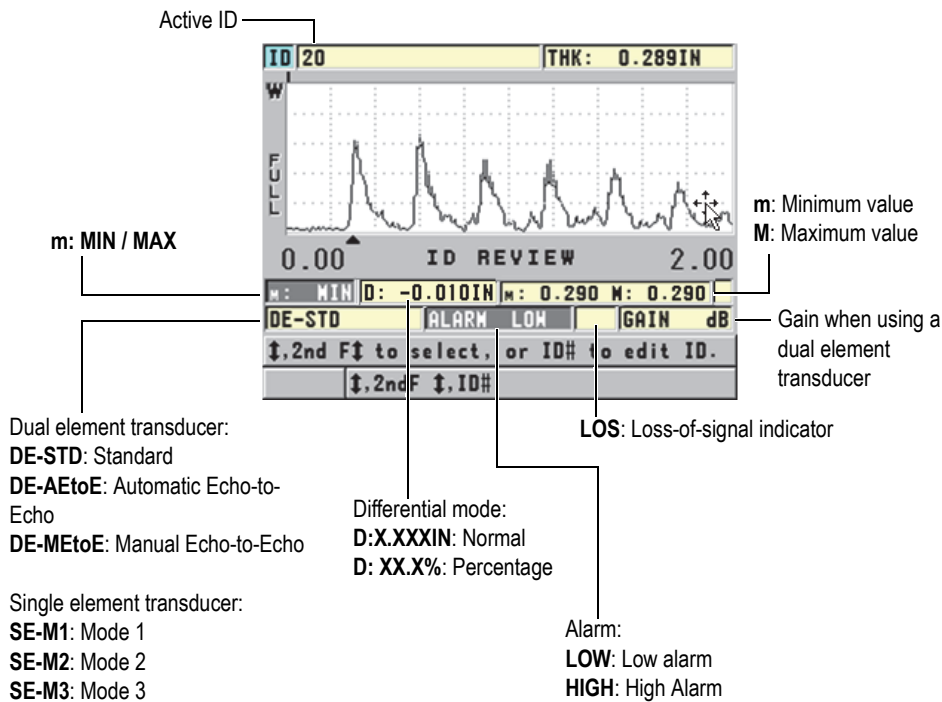 Active ID
ID 20 THK: 0.289IN
W
FULL
0.00 ID REVIEW 2.00
m: MIN D: -0.010IN m: 0.290 M: 0.290
DE-STD ALARM LOW GAIN dB
↕,2nd F↕ to select, or ID# to edit ID.
↕,2ndF ↕,ID#
m: MIN / MAX
m: Minimum value
M: Maximum value
Gain when using a
dual element
transducer
LOS: Loss-of-signal indicator
Dual element transducer:
DE-STD: Standard
DE-AEtoE: Automatic Echo-to-
Echo
DE-MEtoE: Manual Echo-to-Echo
Single element transducer:
SE-M1: Mode 1
SE-M2: Mode 2
SE-M3: Mode 3
Differential mode:
D:X.XXXIN: Normal
D: XX.X%: Percentage
Alarm:
LOW: Low alarm
HIGH: High Alarm